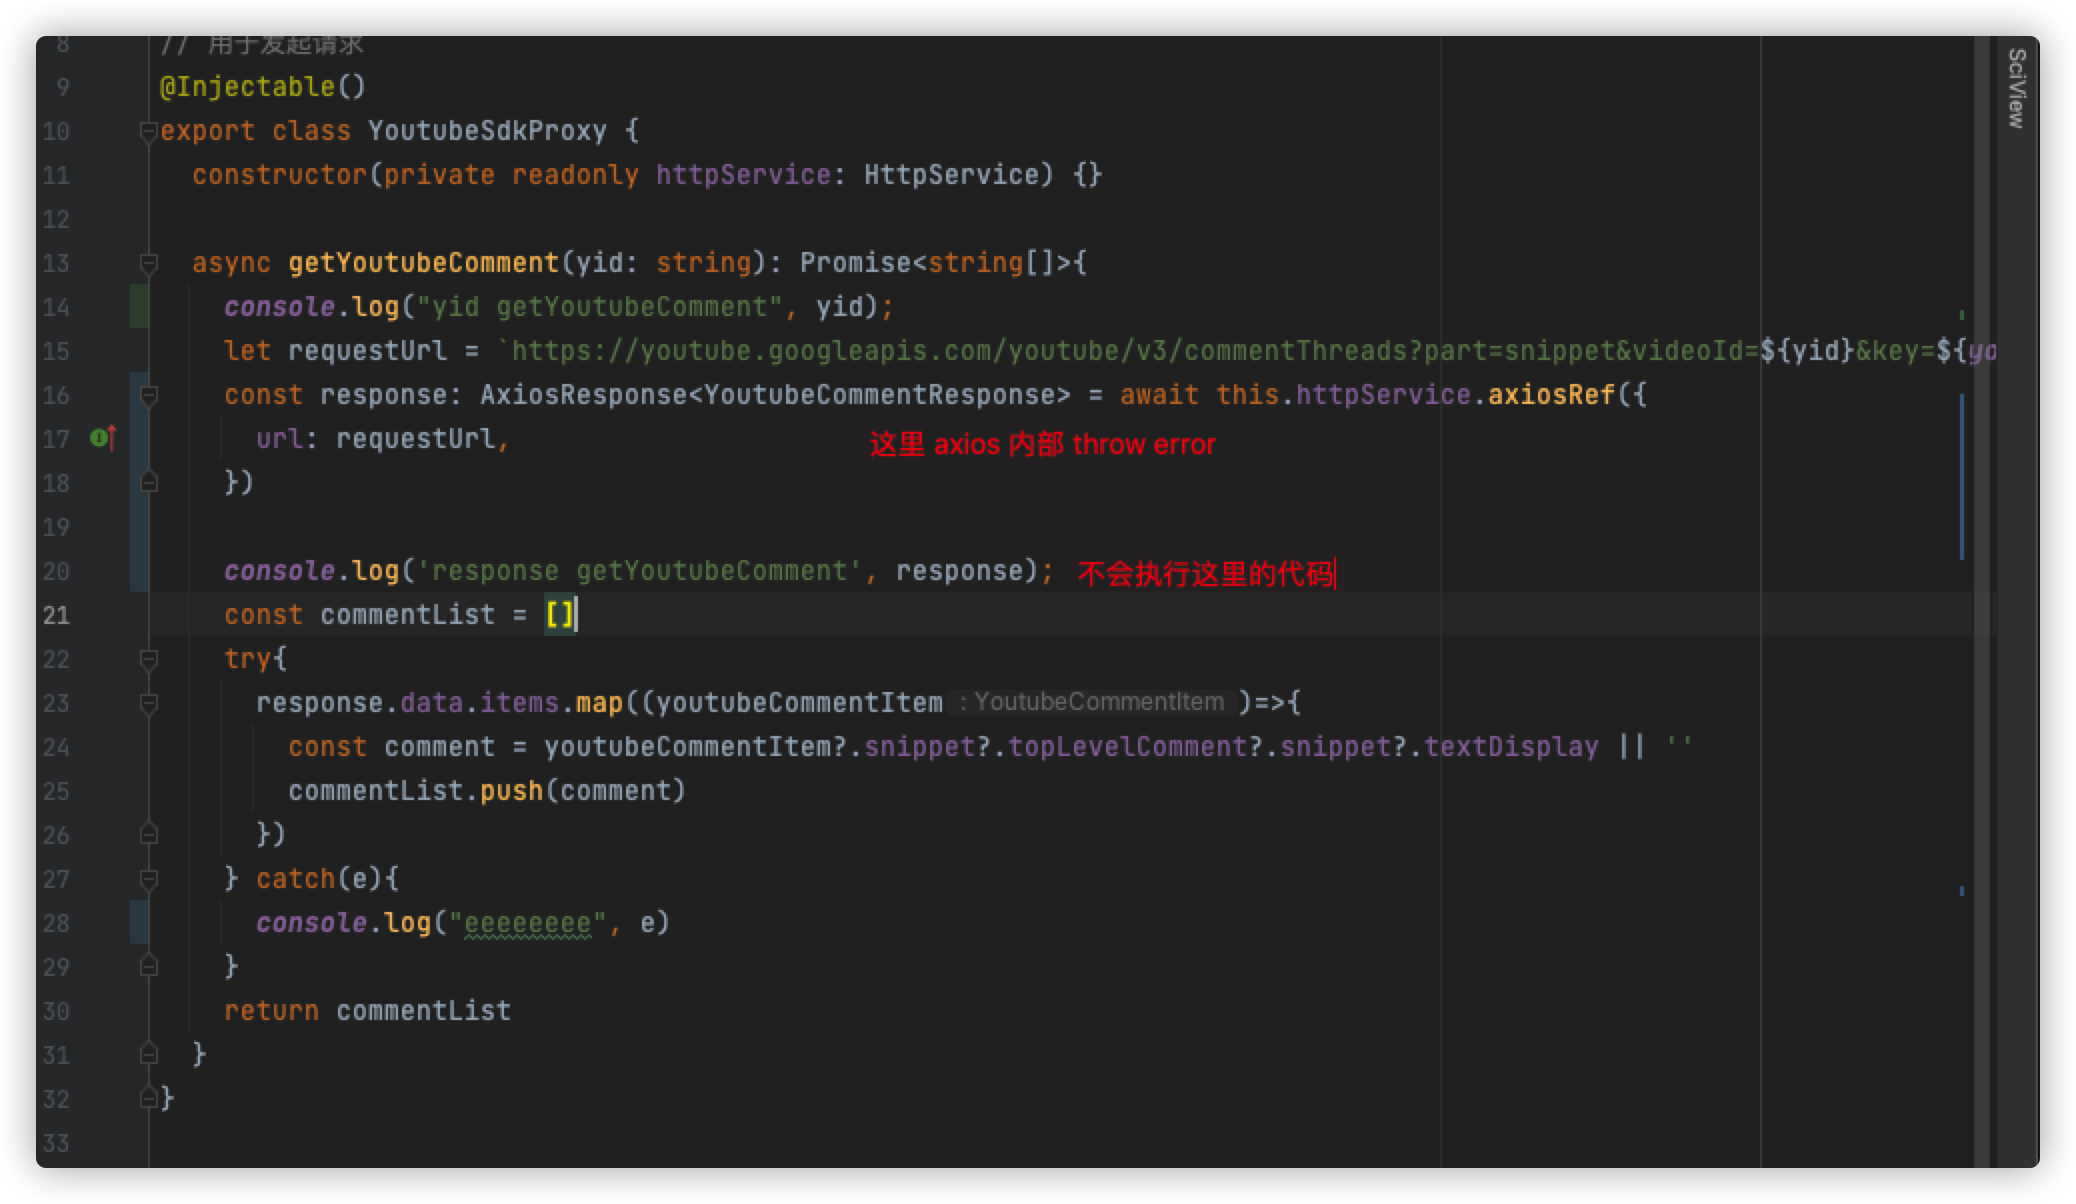 8 // 用于发起请求
9 @Injectable()
10 export class YoutubeSdkProxy {
11 constructor(private readonly httpService: HttpService) {}
12
13 async getYoutubeComment(yid: string): Promise<string[]>{
14 console.log("yid getYoutubeComment", yid);
15 let requestUrl = `https://youtube.googleapis.com/youtube/v3/commentThreads?part=snippet&videoId=${yid}&key=${yo
16 const response: AxiosResponse<YoutubeCommentResponse> = await this.httpService.axiosRef({
17 url: requestUrl, 这里 axios 内部 throw error
18 })
19
20 console.log('response getYoutubeComment', response); 不会执行这里的代码
21 const commentList = []
22 try{
23 response.data.items.map((youtubeCommentItem : YoutubeCommentItem )=>{
24 const comment = youtubeCommentItem?.snippet?.topLevelComment?.snippet?.textDisplay || ''
25 commentList.push(comment)
26 })
27 } catch(e){
28 console.log("eeeeeeee", e)
29 }
30 return commentList
31 }
32 }
33
SciView